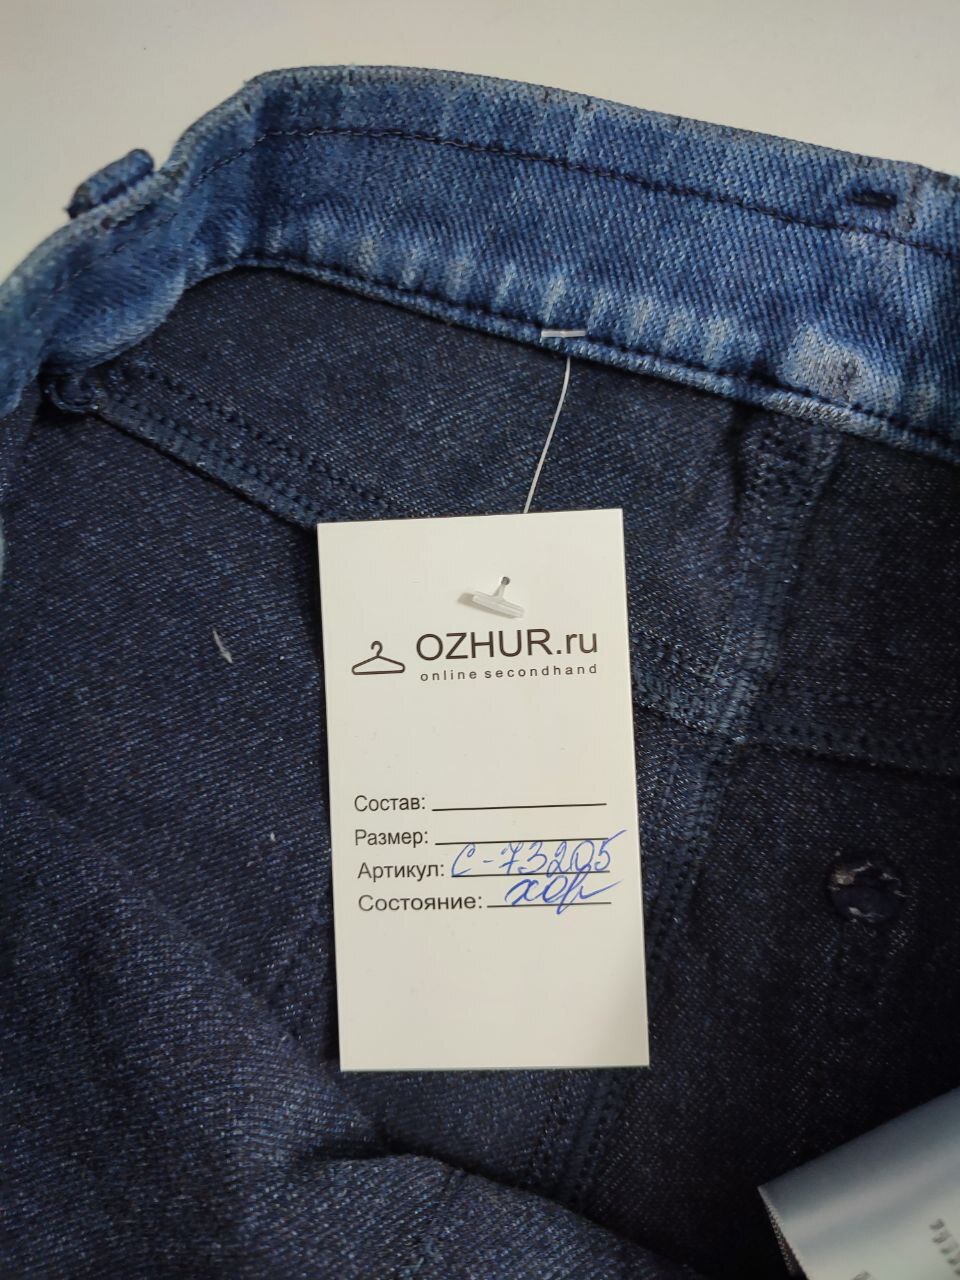 OZHUR.ru
online secondhand
Состав:
Размер:
Артикул: С-73205
Состояние: хор